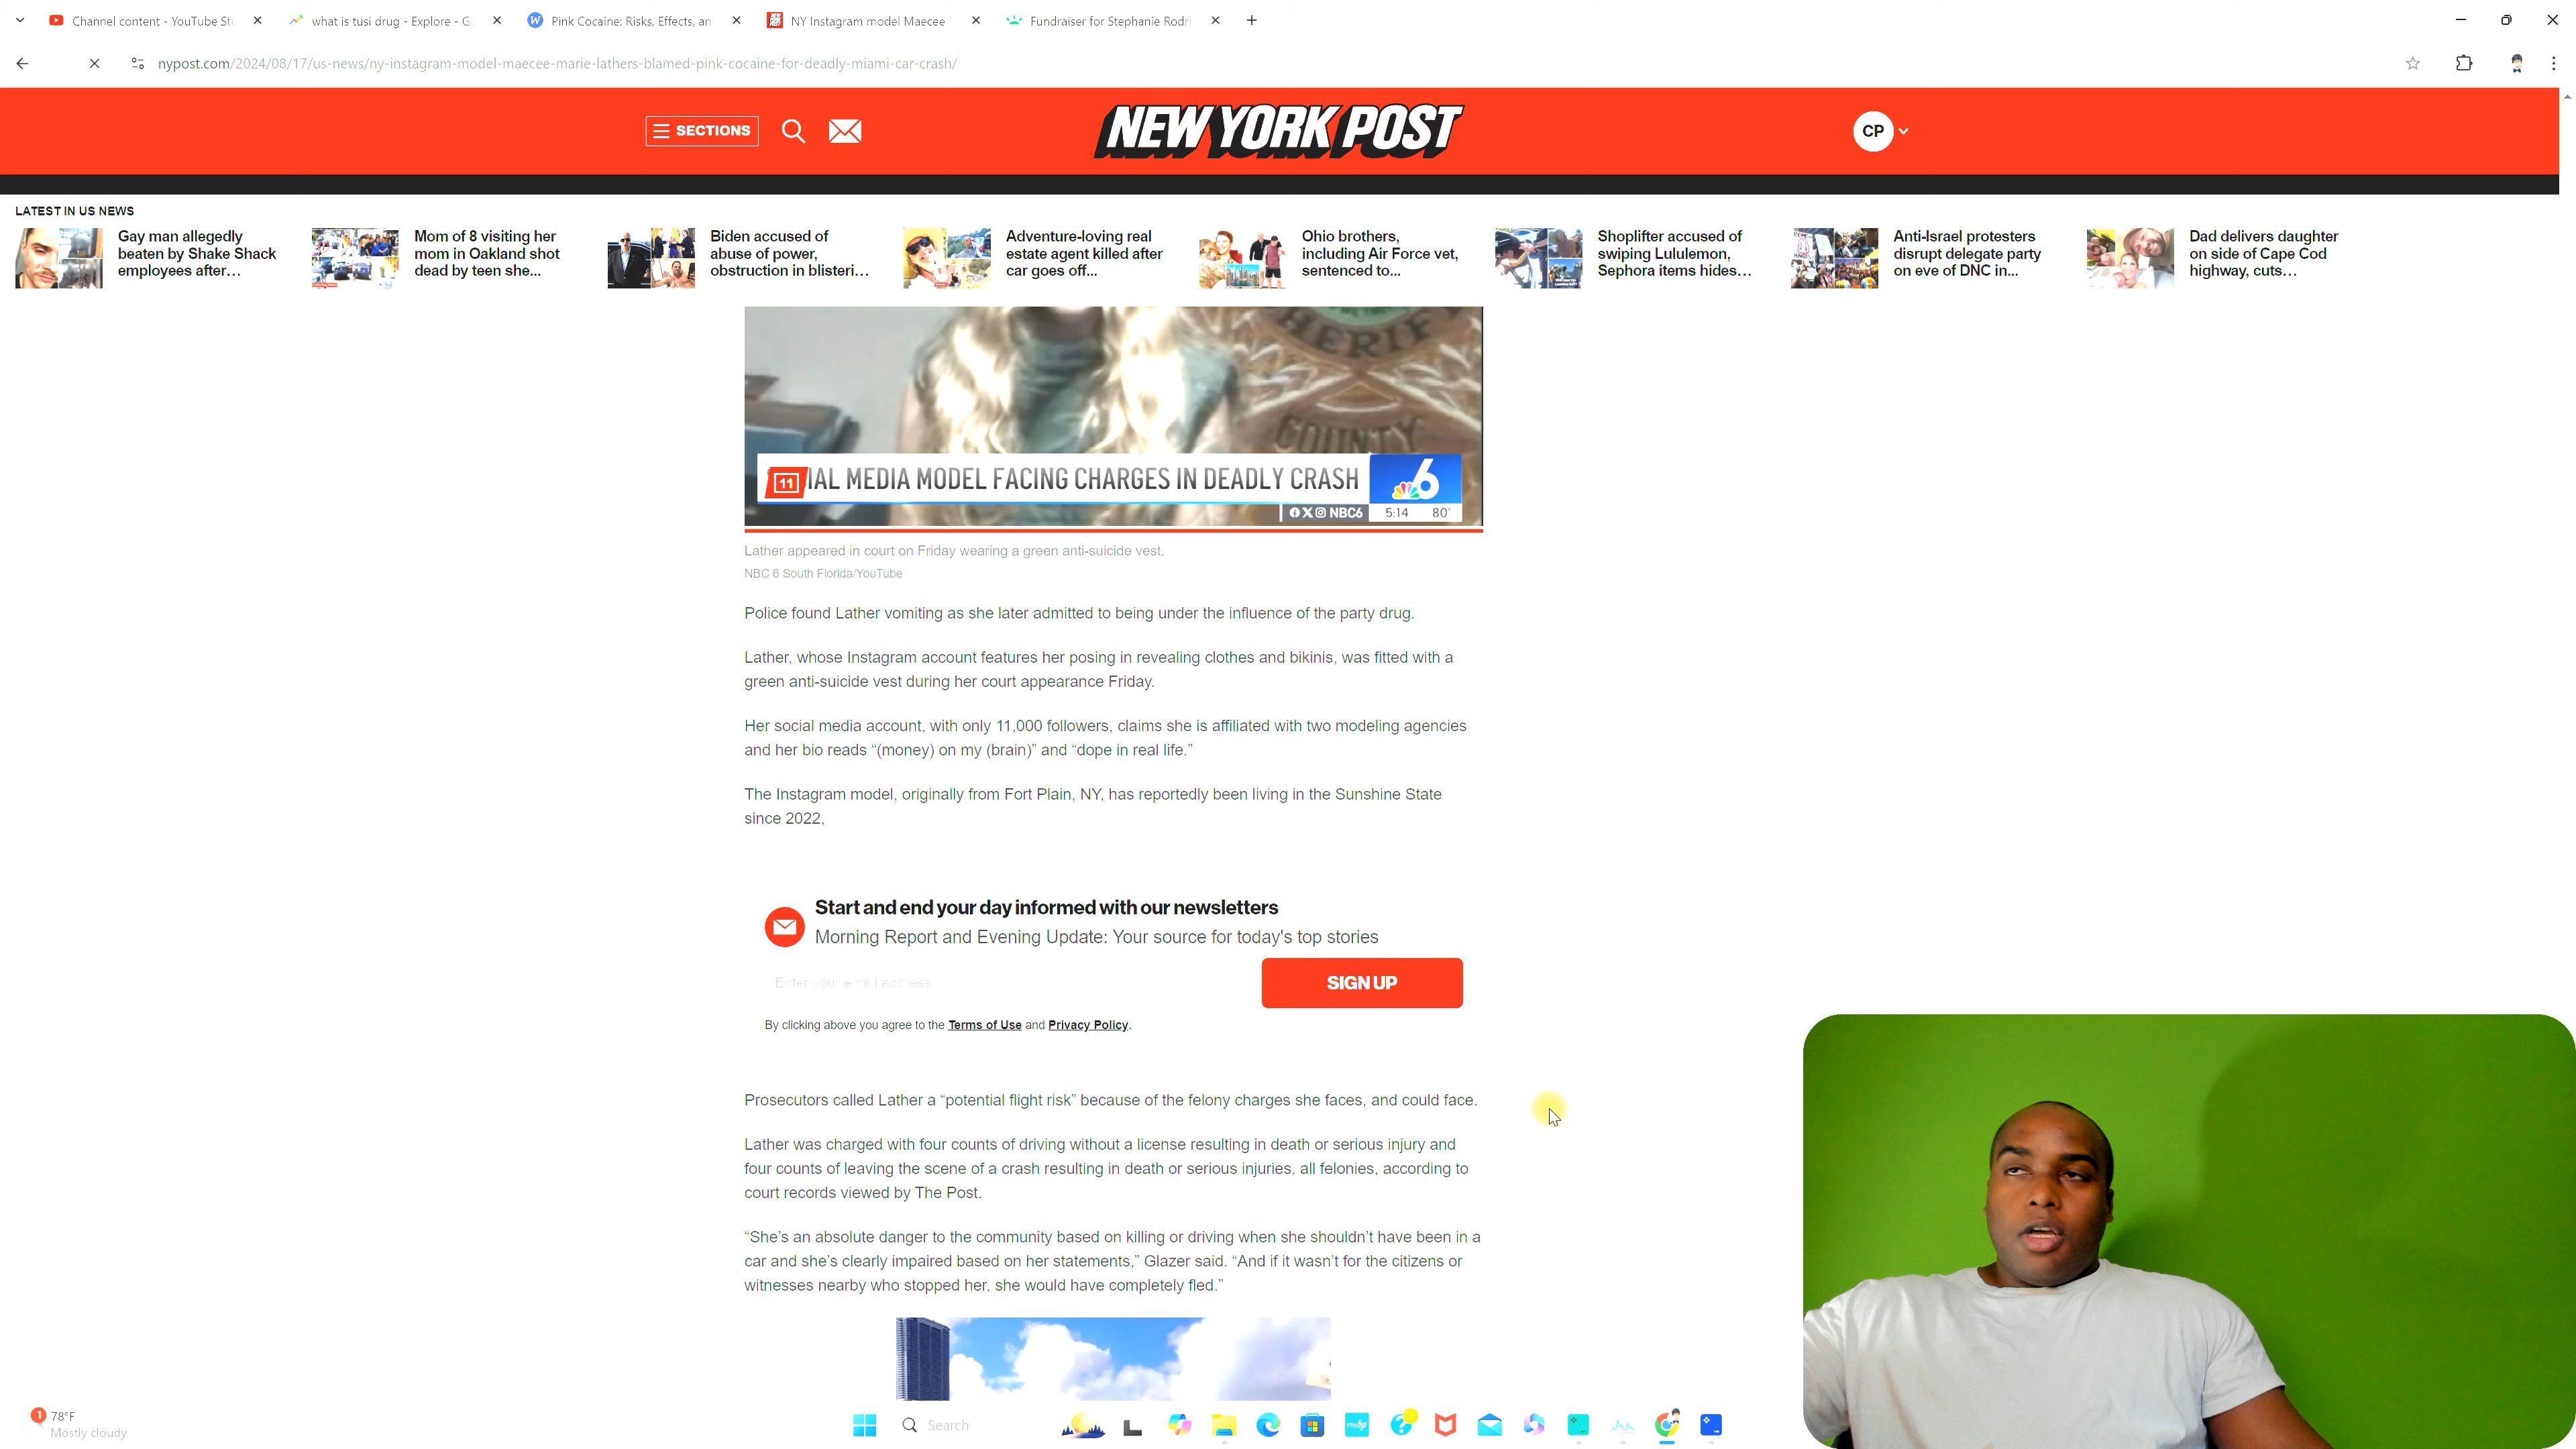 Channel content - YouTube St
what is tusi drug - Explore - G
Pink Cocaine: Risks, Effects, an
NY Instagram model Maecee
Fundraiser for Stephanie Rodri
nypost.com/2024/08/17/us-news/ny-instagram-model-maecee-marie-lathers-blamed-pink-cocaine-for-deadly-miami-car-crash/
SECTIONS
NEW YORK POST
CP
LATEST IN US NEWS
Gay man allegedly
beaten by Shake Shack
employees after...
Mom of 8 visiting her
mom in Oakland shot
dead by teen she...
Biden accused of
abuse of power,
obstruction in blisteri...
Adventure-loving real
estate agent killed after
car goes off...
Ohio brothers,
including Air Force vet,
sentenced to...
Shoplifter accused of
swiping Lululemon,
Sephora items hides...
Anti-Israel protesters
disrupt delegate party
on eve of DNC in...
Dad delivers daughter
on side of Cape Cod
highway, cuts...
ERIF
COUNTY
11
IAL MEDIA MODEL FACING CHARGES IN DEADLY CRASH
6
NBC6
5:14 80°
Lather appeared in court on Friday wearing a green anti-suicide vest.
NBC 6 South Florida/YouTube
Police found Lather vomiting as she later admitted to being under the influence of the party drug.
Lather, whose Instagram account features her posing in revealing clothes and bikinis, was fitted with a
green anti-suicide vest during her court appearance Friday.
Her social media account, with only 11,000 followers, claims she is affiliated with two modeling agencies
and her bio reads “(money) on my (brain)” and “dope in real life.”
The Instagram model, originally from Fort Plain, NY, has reportedly been living in the Sunshine State
since 2022,
Start and end your day informed with our newsletters
Morning Report and Evening Update: Your source for today's top stories
Enter your email address
SIGN UP
By clicking above you agree to the Terms of Use and Privacy Policy.
Prosecutors called Lather a “potential flight risk” because of the felony charges she faces, and could face.
Lather was charged with four counts of driving without a license resulting in death or serious injury and
four counts of leaving the scene of a crash resulting in death or serious injuries, all felonies, according to
court records viewed by The Post.
“She’s an absolute danger to the community based on killing or driving when she shouldn’t have been in a
car and she’s clearly impaired based on her statements,” Glazer said. “And if it wasn’t for the citizens or
witnesses nearby who stopped her, she would have completely fled.”
1
78°F
Mostly cloudy
Search
myhp